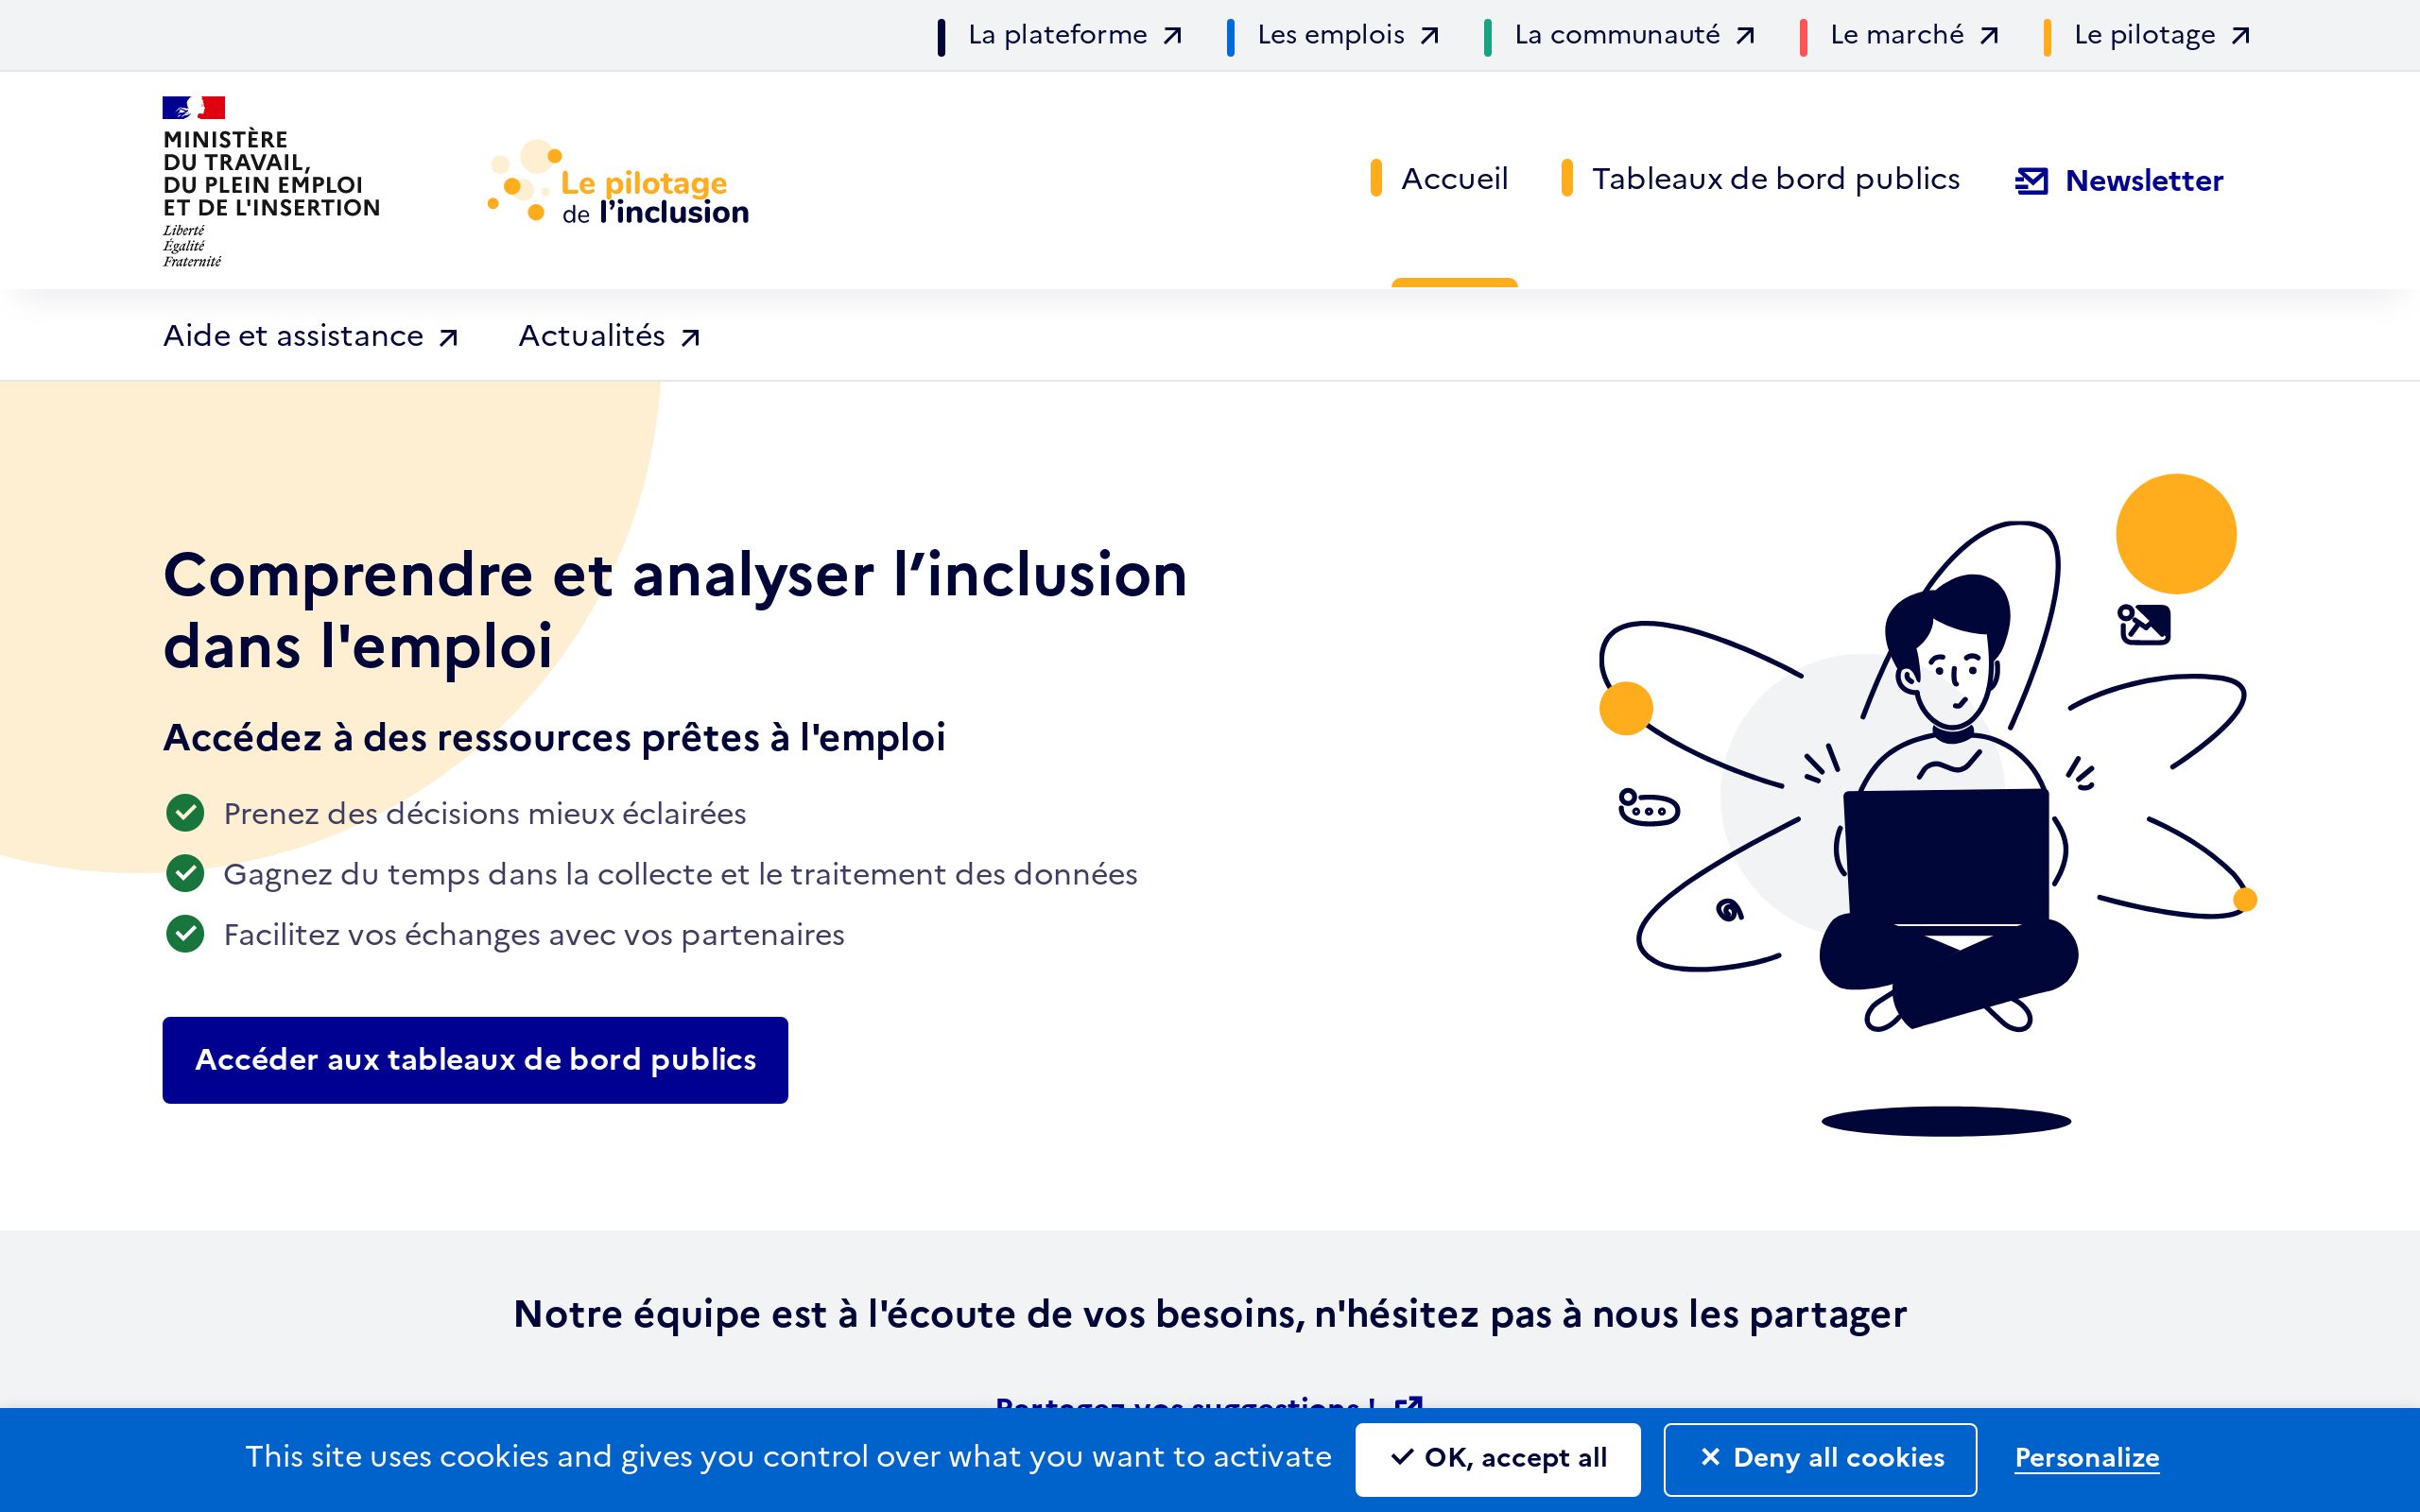 La plateforme
Les emplois
La communauté
Le marché
Le pilotage
MINISTÈRE
DU TRAVAIL,
DU PLEIN EMPLOI
ET DE L'INSERTION
Liberté
Égalité
Fraternité
Le pilotage
de l’inclusion
Accueil
Tableaux de bord publics
Newsletter
Aide et assistance
Actualités
Comprendre et analyser l’inclusion
dans l'emploi
Accédez à des ressources prêtes à l'emploi
Prenez des décisions mieux éclairées
Gagnez du temps dans la collecte et le traitement des données
Facilitez vos échanges avec vos partenaires
Accéder aux tableaux de bord publics
Notre équipe est à l'écoute de vos besoins, n'hésitez pas à nous les partager
Partagez vos suggestions !
This site uses cookies and gives you control over what you want to activate
OK, accept all
Deny all cookies
Personalize